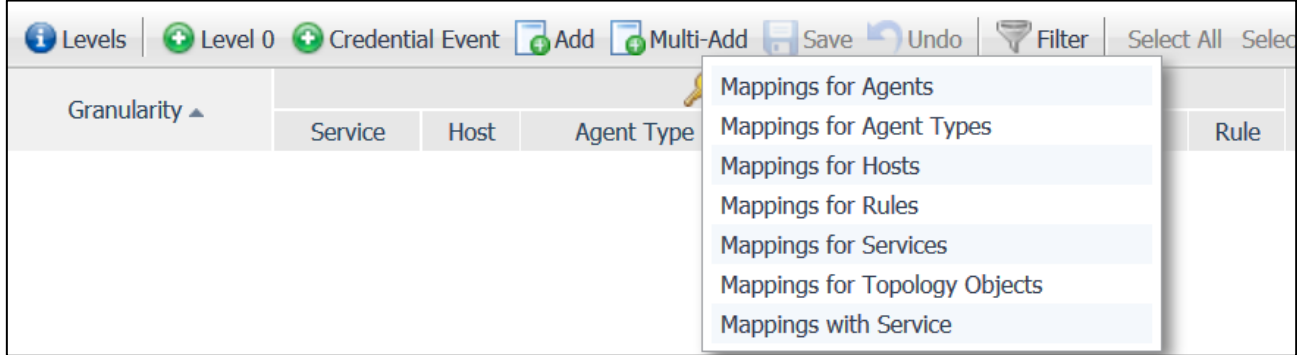 Levels Level 0 Credential Event Add Multi-Add Save Undo Filter Select All
Granularity
Service Host Agent Type Rule
Mappings for Agents
Mappings for Agent Types
Mappings for Hosts
Mappings for Rules
Mappings for Services
Mappings for Topology Objects
Mappings with Service